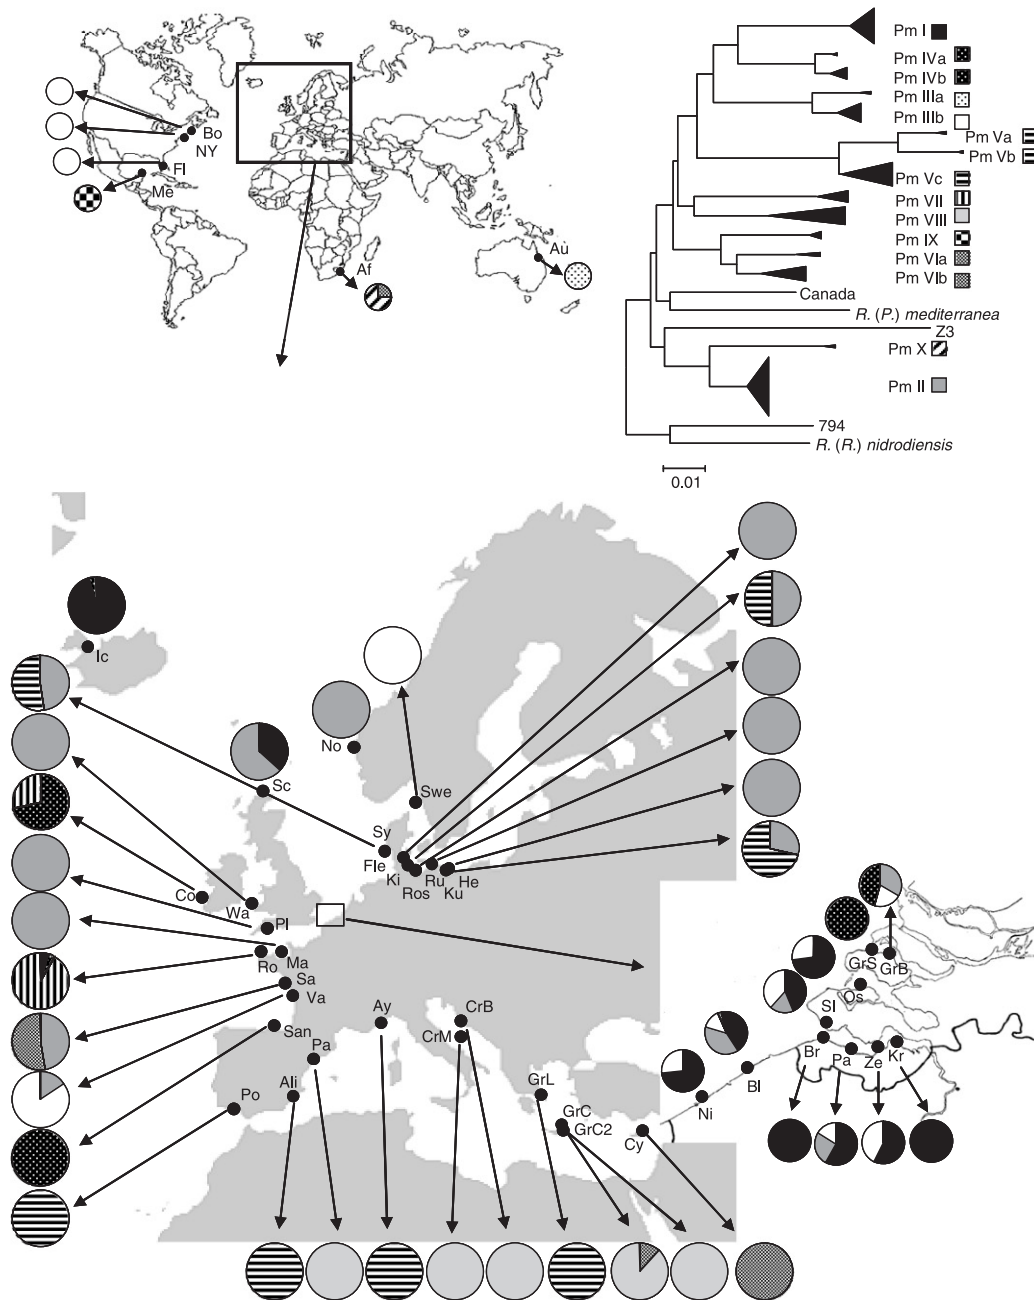 Bo
NY
Fl
Me
Af
Aù
Pm I
Pm IVa
Pm IVb
Pm IIIa
Pm IIIb
Pm Va
Pm Vb
Pm Vc
Pm VII
Pm VIII
Pm IX
Pm VIa
Pm VIb
Canada
R. (P.) mediterranea
Z3
Pm X
Pm II
794
R. (R.) nidrodiensis
0.01
Ic
No
Sc
Swe
Sy
Fle
Ki
Ros
Ru
Ku
He
Co
Wa
Pl
Ro
Ma
Sa
Va
San
Pa
Ay
CrB
CrM
Ali
Po
GrL
GrC
GrC2
Cy
GrS
GrB
Os
Sl
Br
Pa
Ze
Kr
Bl
Ni